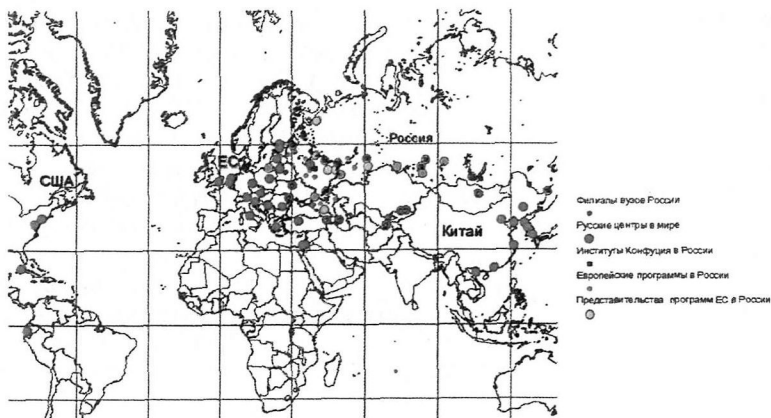 Россия
ЕС
США
Китай
Филиалы вузов России
Русские центры в мире
Институты Конфуция в России
Европейские программы в России
Представительства программ ЕС в России